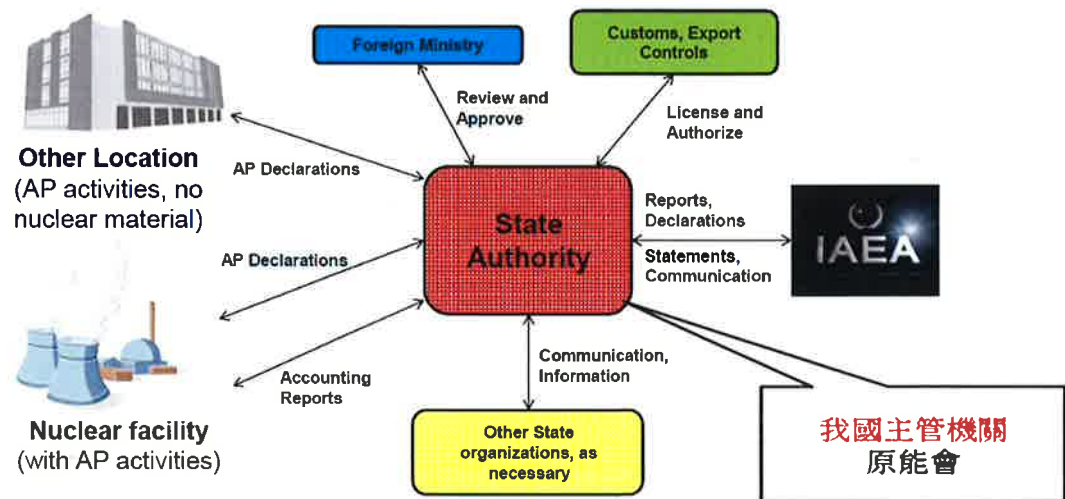 Foreign Ministry
Customs, Export
Controls
Review and
Approve
License and
Authorize
Other Location
(AP activities, no
nuclear material)
AP Declarations
State
Authority
Reports,
Declarations
Statements,
Communication
IAEA
AP Declarations
Accounting
Reports
Communication,
Information
Nuclear facility
(with AP activities)
Other State
organizations, as
necessary
我國主管機關
原能會